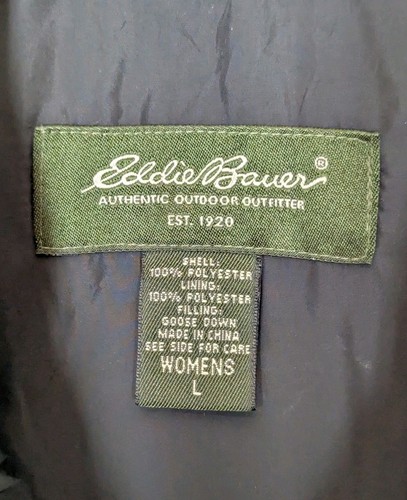 Eddie Bauer®
AUTHENTIC OUTDOOR OUTFITTER
EST. 1920
SHELL:
100% POLYESTER
LINING:
100% POLYESTER
FILLING:
GOOSE DOWN
MADE IN CHINA
SEE SIDE FOR CARE
WOMENS
L